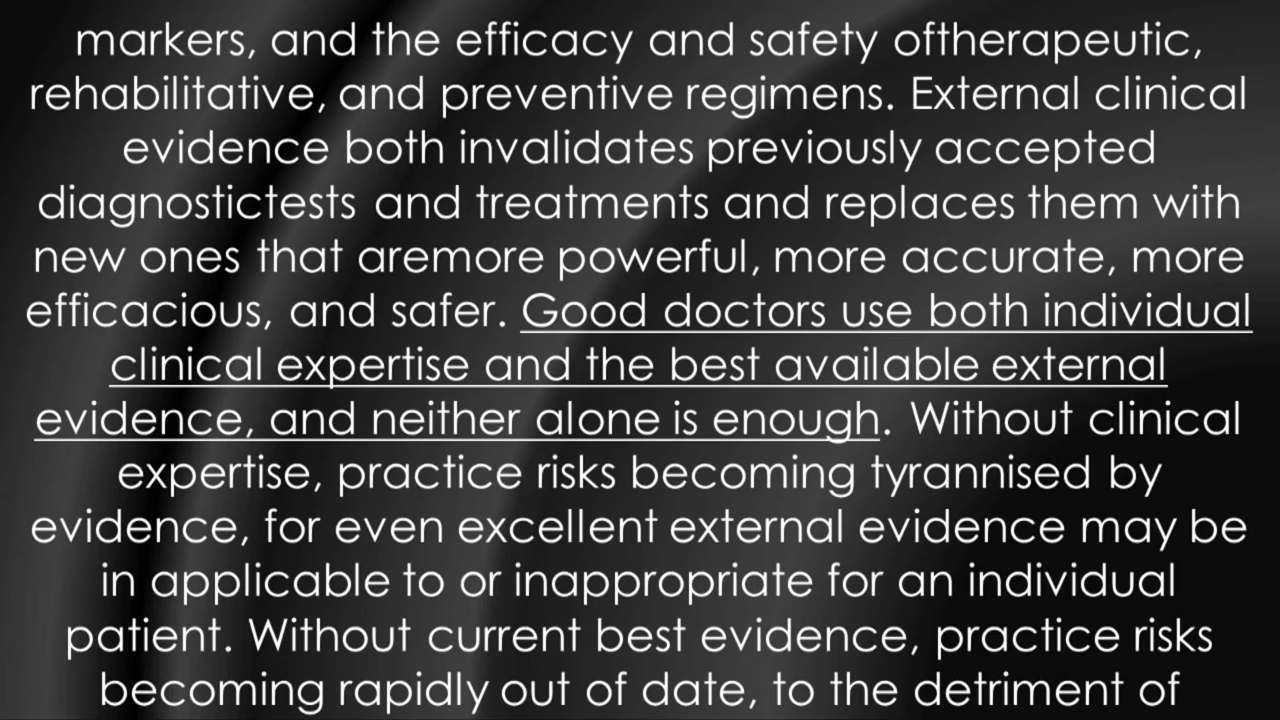 markers, and the efficacy and safety oftherapeutic,
rehabilitative, and preventive regimens. External clinical
evidence both invalidates previously accepted
diagnostictests and treatments and replaces them with
new ones that aremore powerful, more accurate, more
efficacious, and safer. Good doctors use both individual
clinical expertise and the best available external
evidence, and neither alone is enough. Without clinical
expertise, practice risks becoming tyrannised by
evidence, for even excellent external evidence may be
in applicable to or inappropriate for an individual
patient. Without current best evidence, practice risks
becoming rapidly out of date, to the detriment of